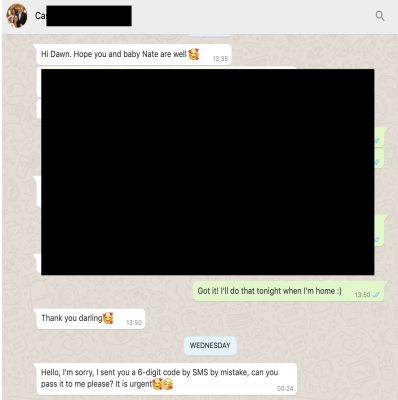 Ca
Hi Dawn. Hope you and baby Nate are well🥰
12:35
Got it! I'll do that tonight when I'm home :)
13:50
Thank you darling🥰
13:50
WEDNESDAY
Hello, I'm sorry, I sent you a 6-digit code by SMS by mistake, can you
pass it to me please? It is urgent🥰😘
00:24